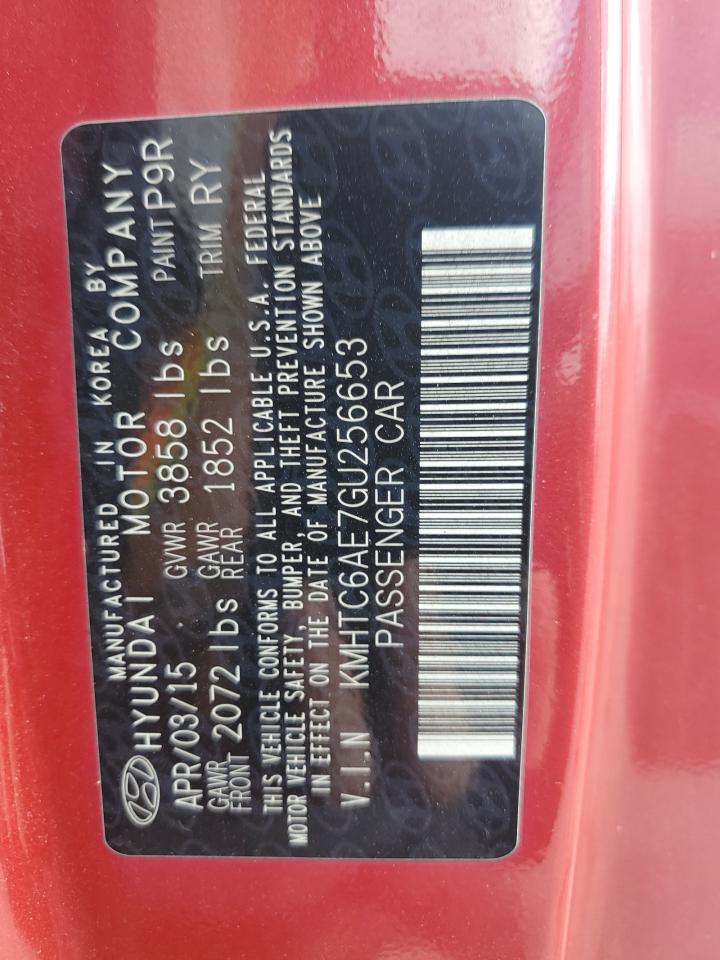 MANUFACTURED IN KOREA BY
HYUNDAI MOTOR COMPANY
APR/03/15 GVWR 3858 lbs PAINT P9R
GAWR FRONT 2072 lbs GAWR REAR 1852 lbs TRIM RY
THIS VEHICLE CONFORMS TO ALL APPLICABLE U.S.A. FEDERAL
MOTOR VEHICLE SAFETY, BUMPER, AND THEFT PREVENTION STANDARDS
IN EFFECT ON THE DATE OF MANUFACTURE SHOWN ABOVE
V.I.N KMHTC6AE7GU256653
PASSENGER CAR